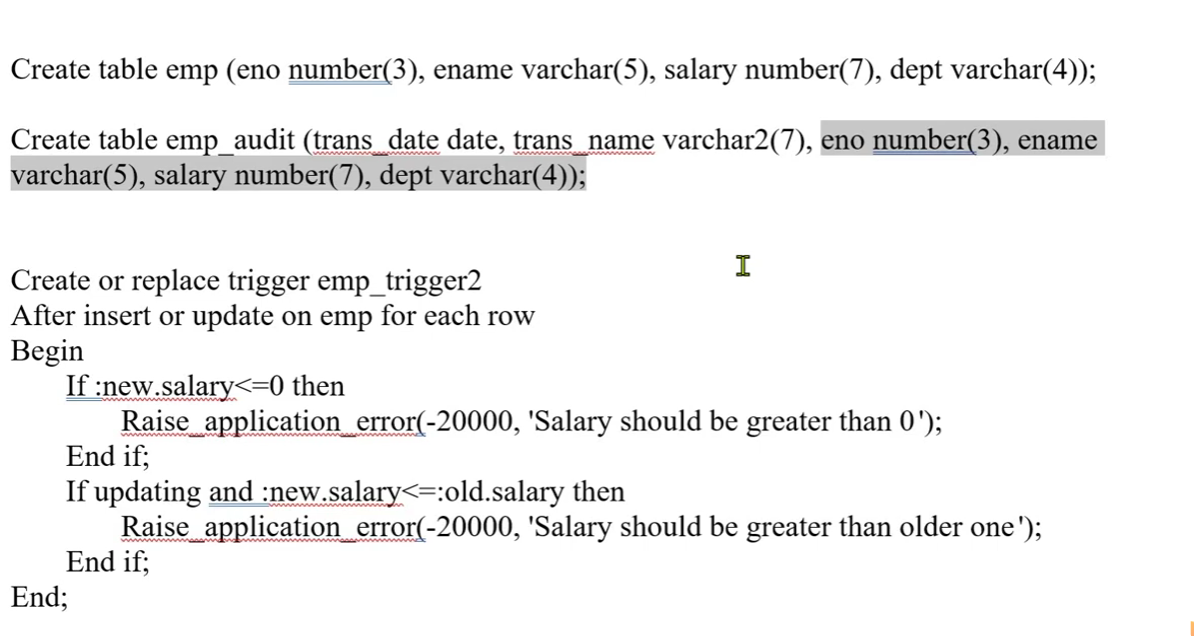 Create table emp (eno number(3), ename varchar(5), salary number(7), dept varchar(4));
Create table emp_audit (trans_date date, trans_name varchar2(7), eno number(3), ename
varchar(5), salary number(7), dept varchar(4));
Create or replace trigger emp_trigger2
After insert or update on emp for each row
Begin
If :new.salary<=0 then
Raise_application_error(-20000, 'Salary should be greater than 0');
End if;
If updating and :new.salary<=:old.salary then
Raise_application_error(-20000, 'Salary should be greater than older one');
End if;
End;